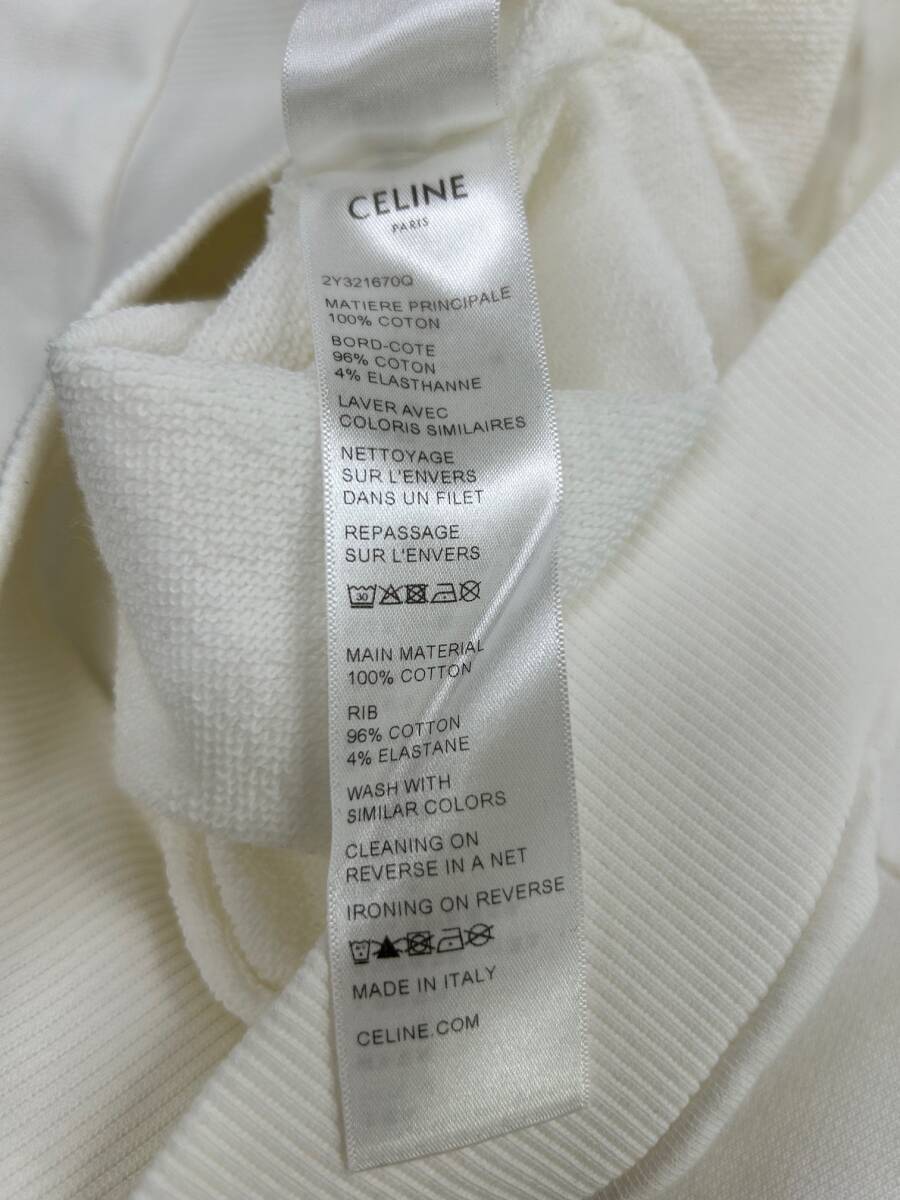 CELINE
PARIS
2Y321670Q
MATIERE PRINCIPALE
100% COTON
BORD-COTE
96% COTON
4% ELASTHANNE
LAVER AVEC
COLORIS SIMILAIRES
NETTOYAGE
SUR L'ENVERS
DANS UN FILET
REPASSAGE
SUR L'ENVERS
30
MAIN MATERIAL
100% COTTON
RIB
96% COTTON
4% ELASTANE
WASH WITH
SIMILAR COLORS
CLEANING ON
REVERSE IN A NET
IRONING ON REVERSE
MADE IN ITALY
CELINE.COM